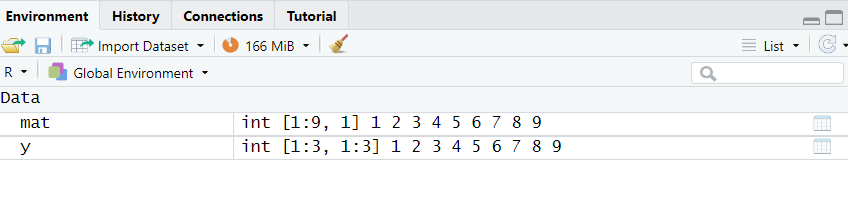 Environment History Connections Tutorial
Import Dataset 166 MiB List
R Global Environment
Data
mat int [1:9, 1] 1 2 3 4 5 6 7 8 9
y int [1:3, 1:3] 1 2 3 4 5 6 7 8 9